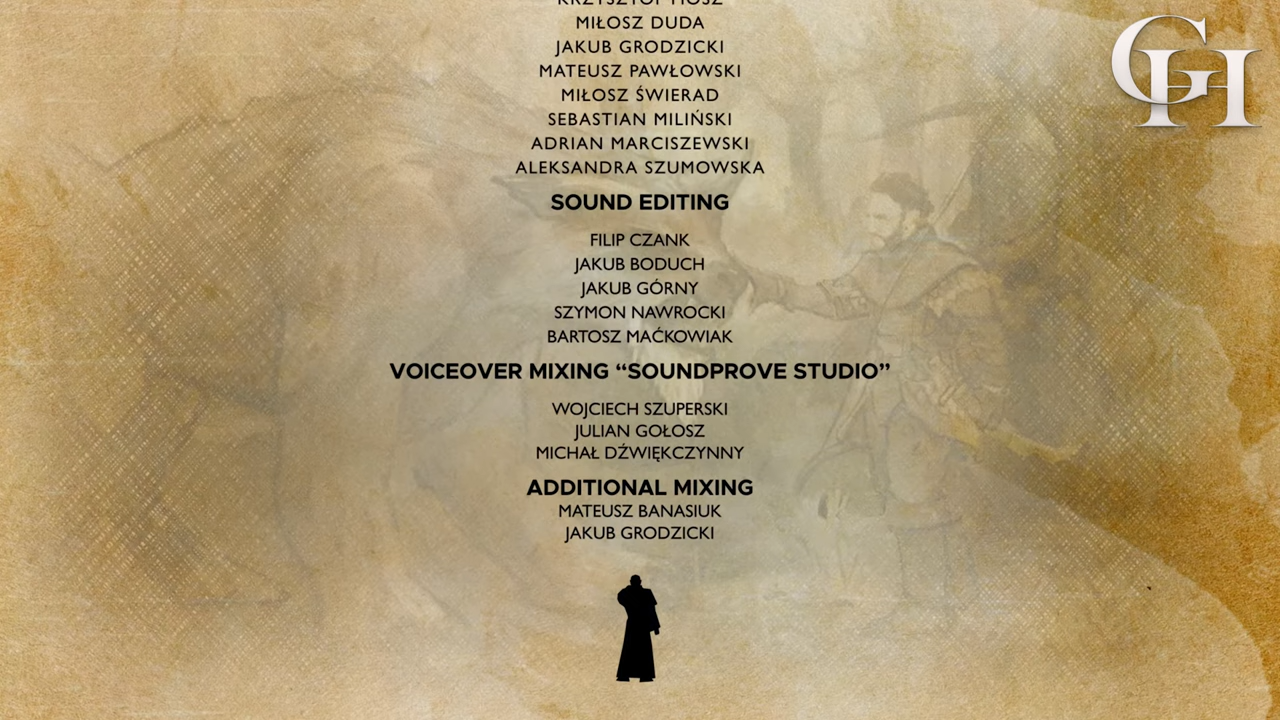 MIŁOSZ DUDA
JAKUB GRODZICKI
MATEUSZ PAWŁOWSKI
MIŁOSZ ŚWIERAD
SEBASTIAN MILIŃSKI
ADRIAN MARCISZEWSKI
ALEKSANDRA SZUMOWSKA
SOUND EDITING
FILIP CZANK
JAKUB BODUCH
JAKUB GÓRNY
SZYMON NAWROCKI
BARTOSZ MAĆKOWIAK
VOICEOVER MIXING “SOUNDPROVE STUDIO”
WOJCIECH SZUPERSKI
JULIAN GOŁOSZ
MICHAŁ DŹWIĘKCZYNNY
ADDITIONAL MIXING
MATEUSZ BANASIUK
JAKUB GRODZICKI
GH